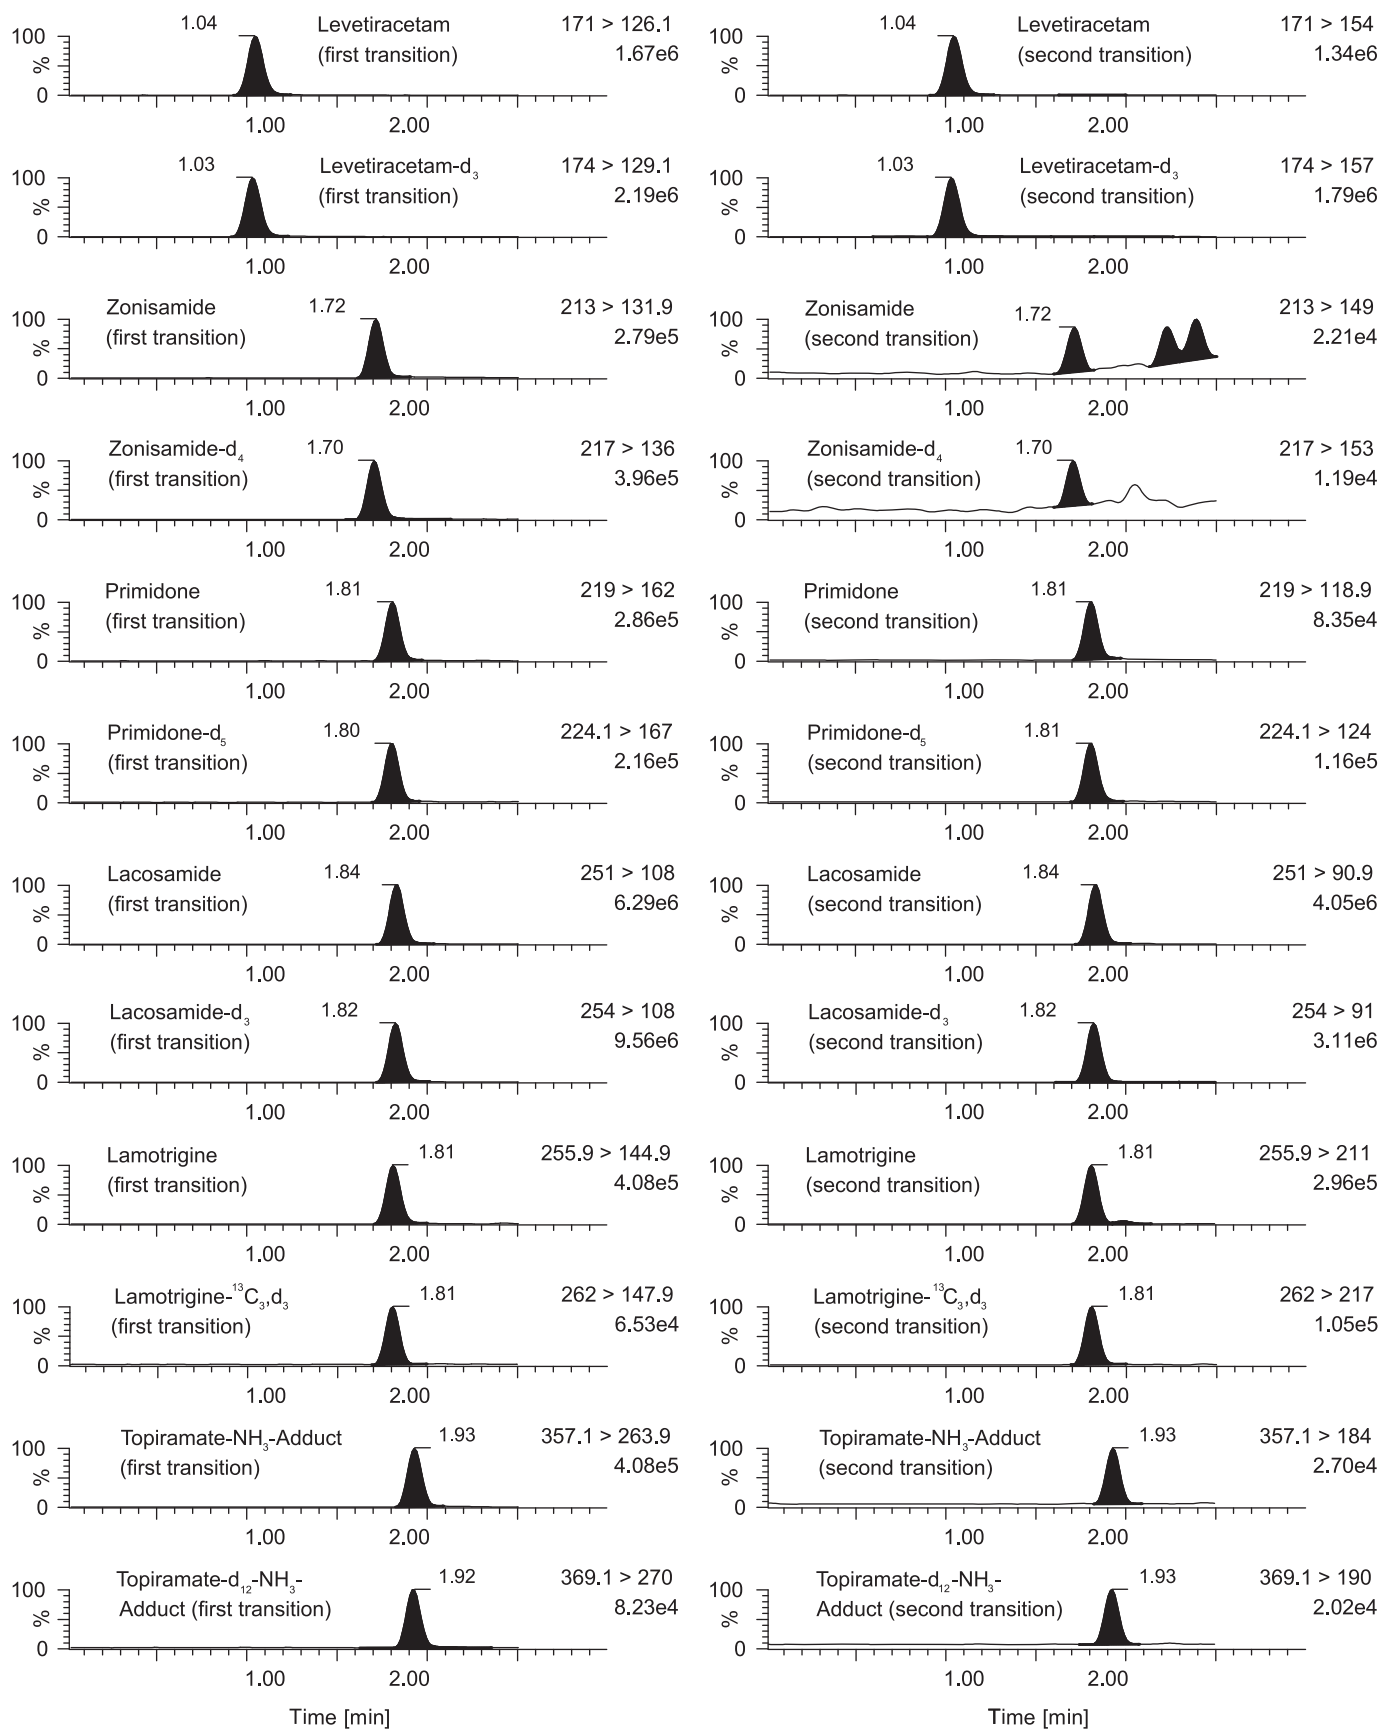 1.04 Levetiracetam 171 > 126.1
100 (first transition) 1.67e6
%
0
1.00 2.00
1.04 Levetiracetam 171 > 154
100 (second transition) 1.34e6
%
0
1.00 2.00
1.03 Levetiracetam-d3 174 > 129.1
100 (first transition) 2.19e6
%
0
1.00 2.00
1.03 Levetiracetam-d3 174 > 157
100 (second transition) 1.79e6
%
0
1.00 2.00
Zonisamide 1.72 213 > 131.9
100 (first transition) 2.79e5
%
0
1.00 2.00
Zonisamide 1.72 213 > 149
100 (second transition) 2.21e4
%
0
1.00 2.00
Zonisamide-d4 1.70 217 > 136
100 (first transition) 3.96e5
%
0
1.00 2.00
Zonisamide-d4 1.70 217 > 153
100 (second transition) 1.19e4
%
0
1.00 2.00
Primidone 1.81 219 > 162
100 (first transition) 2.86e5
%
0
1.00 2.00
Primidone 1.81 219 > 118.9
100 (second transition) 8.35e4
%
0
1.00 2.00
Primidone-d5 1.80 224.1 > 167
100 (first transition) 2.16e5
%
0
1.00 2.00
Primidone-d5 1.81 224.1 > 124
100 (second transition) 1.16e5
%
0
1.00 2.00
Lacosamide 1.84 251 > 108
100 (first transition) 6.29e6
%
0
1.00 2.00
Lacosamide 1.84 251 > 90.9
100 (second transition) 4.05e6
%
0
1.00 2.00
Lacosamide-d3 1.82 254 > 108
100 (first transition) 9.56e6
%
0
1.00 2.00
Lacosamide-d3 1.82 254 > 91
100 (second transition) 3.11e6
%
0
1.00 2.00
Lamotrigine 1.81 255.9 > 144.9
100 (first transition) 4.08e5
%
0
1.00 2.00
Lamotrigine 1.81 255.9 > 211
100 (second transition) 2.96e5
%
0
1.00 2.00
Lamotrigine-13C3,d3 1.81 262 > 147.9
100 (first transition) 6.53e4
%
0
1.00 2.00
Lamotrigine-13C3,d3 1.81 262 > 217
100 (second transition) 1.05e5
%
0
1.00 2.00
Topiramate-NH3-Adduct 1.93 357.1 > 263.9
100 (first transition) 4.08e5
%
0
1.00 2.00
Topiramate-NH3-Adduct 1.93 357.1 > 184
100 (second transition) 2.70e4
%
0
1.00 2.00
Topiramate-d12-NH3- 1.92 369.1 > 270
100 Adduct (first transition) 8.23e4
%
0
1.00 2.00
Time [min]
Topiramate-d12-NH3- 1.93 369.1 > 190
100 Adduct (second transition) 2.02e4
%
0
1.00 2.00
Time [min]